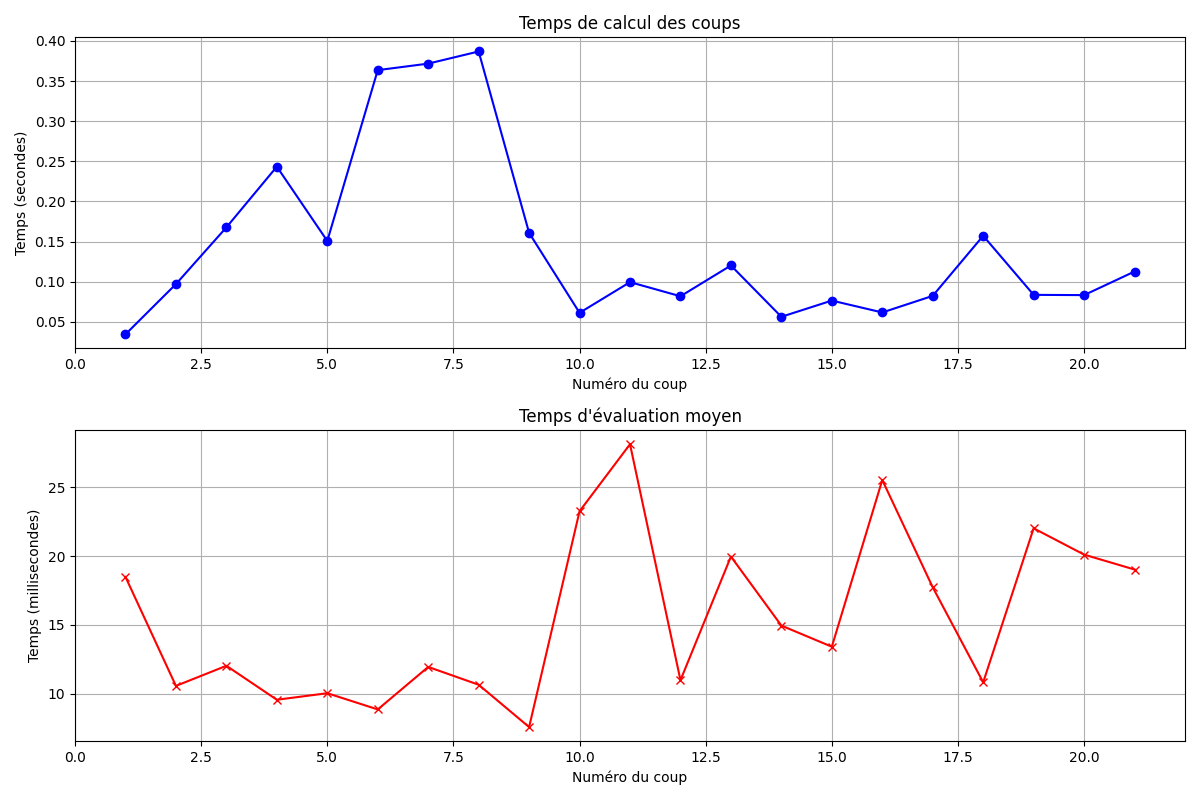 Temps de calcul des coups
0.40
0.35
0.30
0.25
0.20
0.15
0.10
0.05
Temps (secondes)
0.0 2.5 5.0 7.5 10.0 12.5 15.0 17.5 20.0
Numéro du coup
Temps d'évaluation moyen
25
20
15
10
Temps (millisecondes)
0.0 2.5 5.0 7.5 10.0 12.5 15.0 17.5 20.0
Numéro du coup